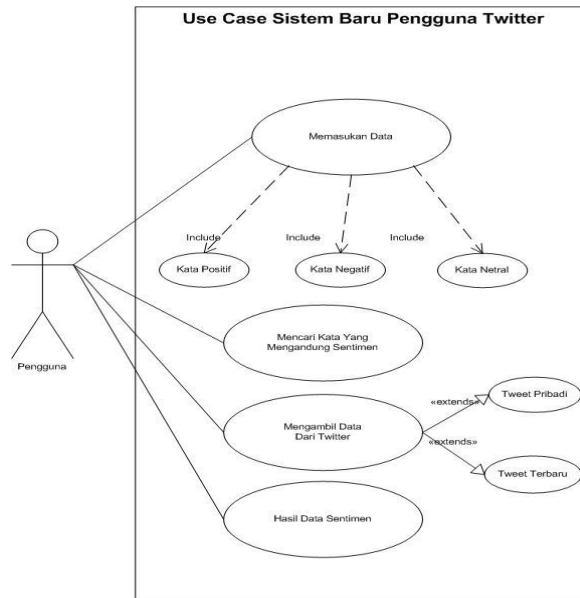 Use Case Sistem Baru Pengguna Twitter
Memasukan Data
Include
Include
Include
Kata Positif
Kata Negatif
Kata Netral
Pengguna
Mencari Kata Yang
Mengandung Sentimen
Mengambil Data
Dari Twitter
«extends»
Tweet Pribadi
«extends»
Tweet Terbaru
Hasil Data Sentimen